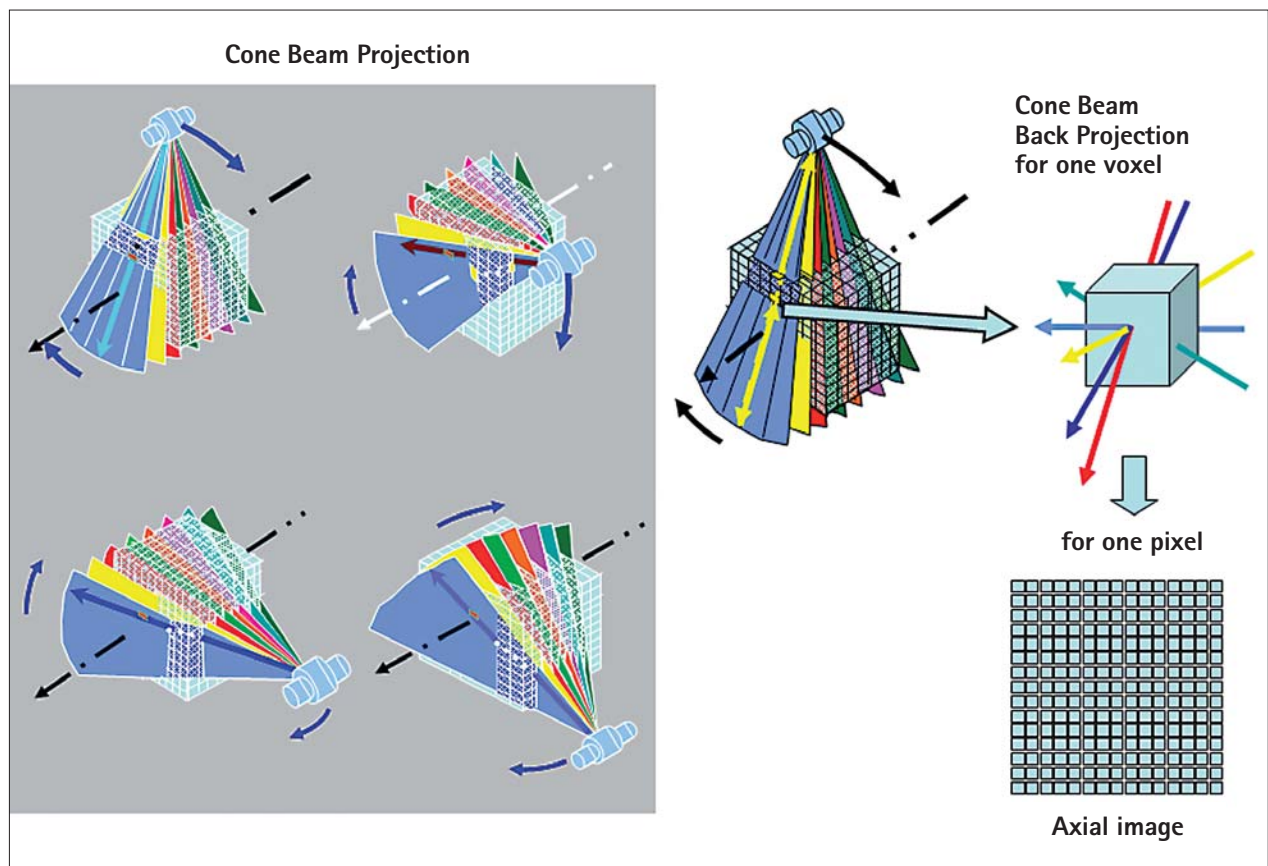 Cone Beam Projection
Cone Beam
Back Projection
for one voxel
for one pixel
Axial image